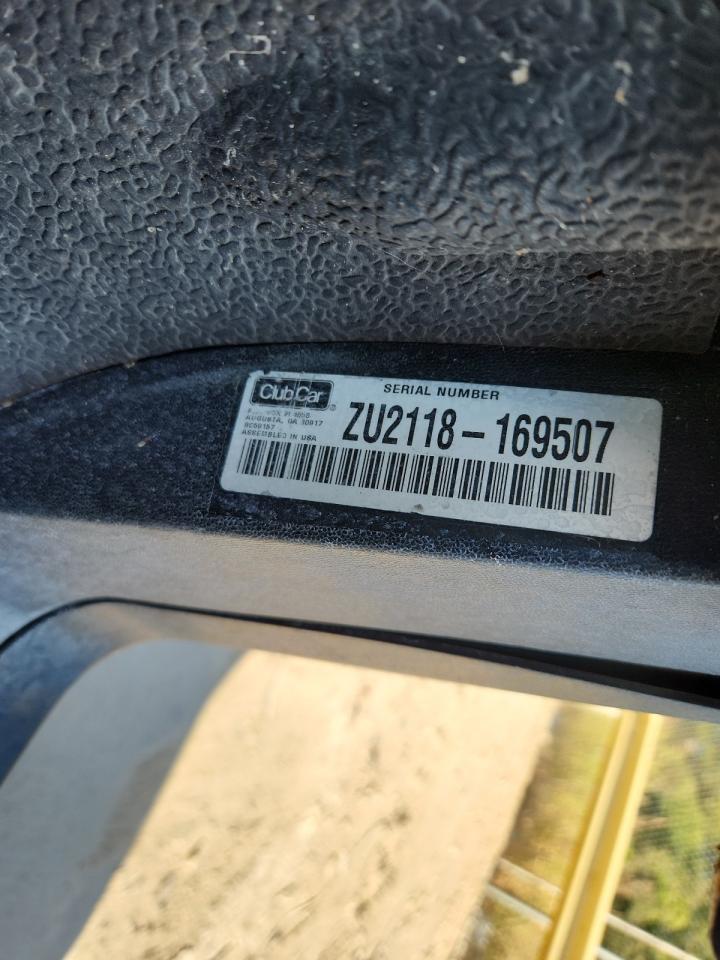 Club Car
SERIAL NUMBER
AUGUSTA, GA 30917
ASSEMBLED IN USA
ZU2118-169507